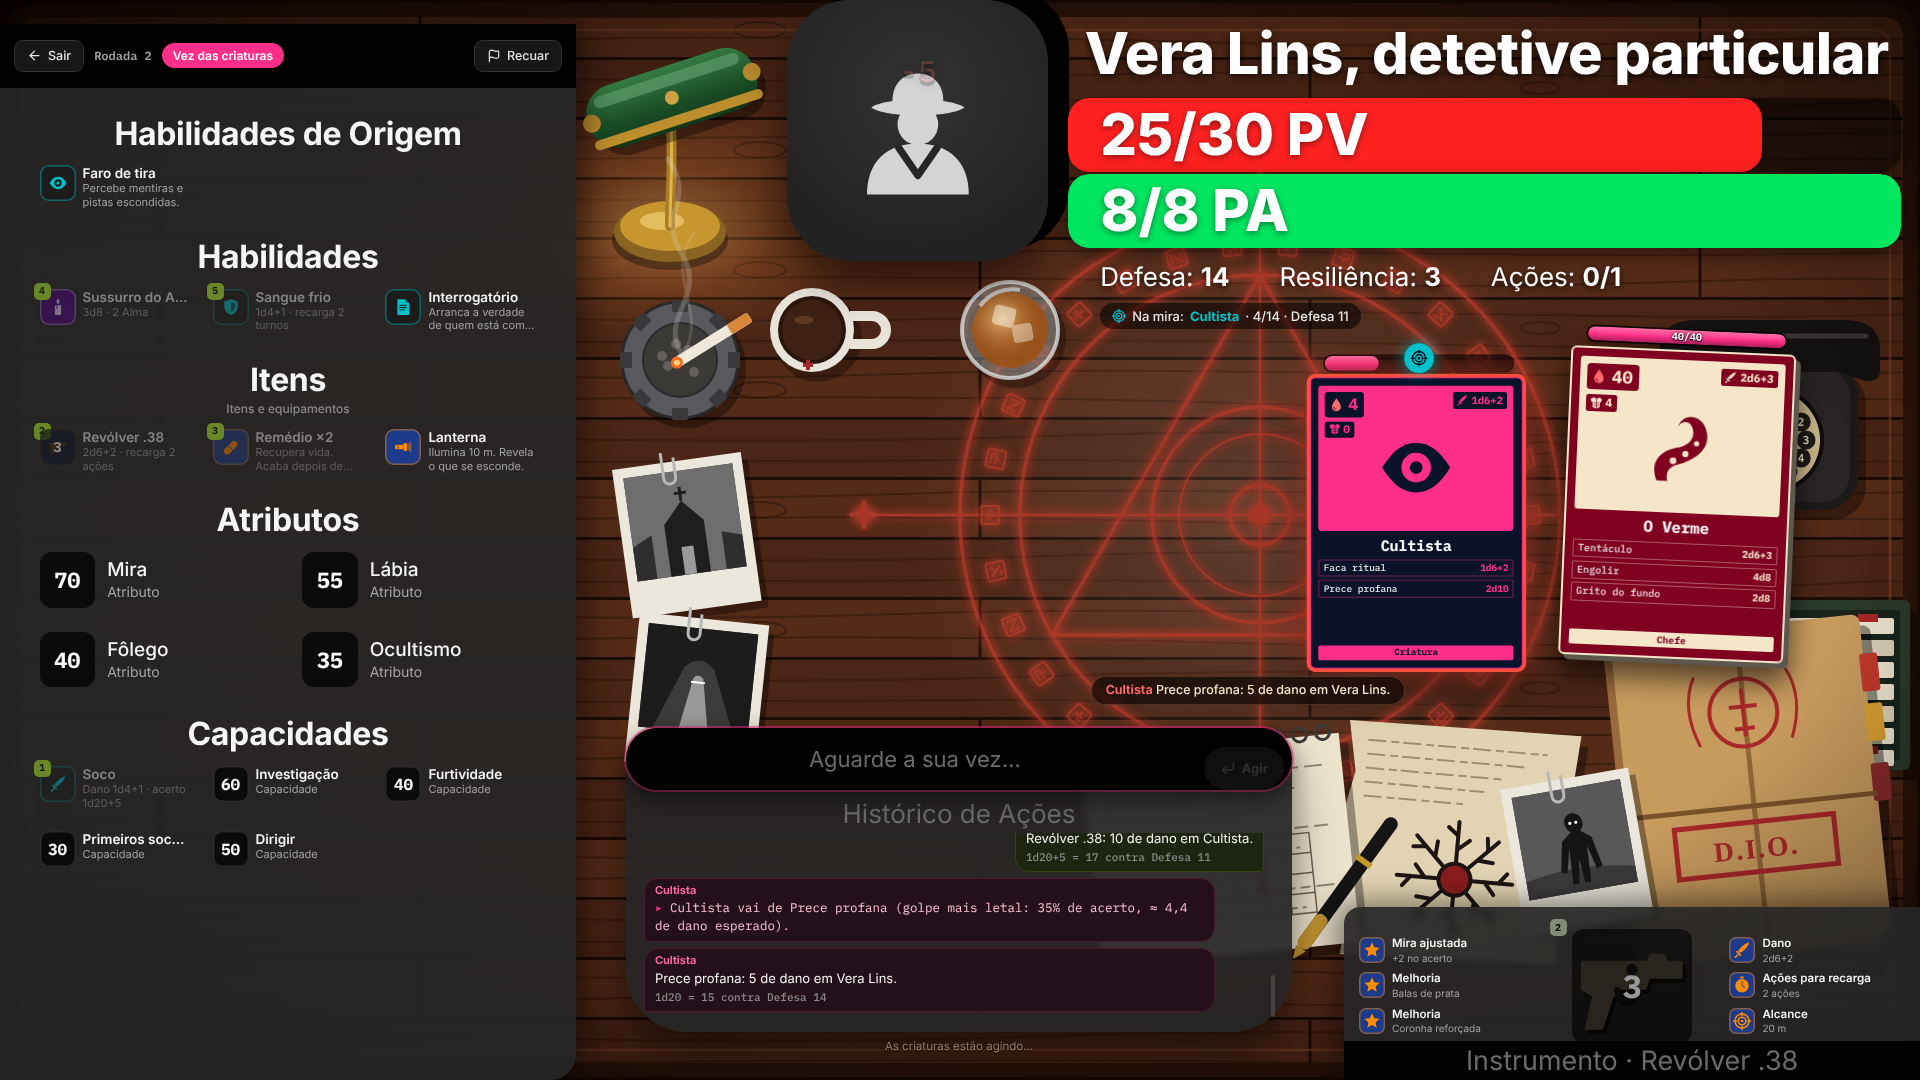 Sair
Rodada 2
Vez das criaturas
Recuar
Habilidades de Origem
Faro de tira
Percebe mentiras e
pistas escondidas.
Habilidades
4
Sussurro do A...
3d8 · 2 Alma
5
Sangue frio
1d4+1 · recarga 2
turnos
Interrogatório
Arranca a verdade
de quem está com...
Itens
Itens e equipamentos
2
3
Revólver .38
2d6+2 · recarga 2
ações
3
Remédio ×2
Recupera vida.
Acaba depois de...
Lanterna
Ilumina 10 m. Revela
o que se esconde.
Atributos
70
Mira
Atributo
55
Lábia
Atributo
40
Fôlego
Atributo
35
Ocultismo
Atributo
Capacidades
1
Soco
Dano 1d4+1 · acerto
1d20+5
60
Investigação
Capacidade
40
Furtividade
Capacidade
30
Primeiros soc...
Capacidade
50
Dirigir
Capacidade
-5
Vera Lins, detetive particular
25/30 PV
8/8 PA
Defesa: 14
Resiliência: 3
Ações: 0/1
Na mira: Cultista · 4/14 · Defesa 11
4
1d6+2
0
Cultista
Faca ritual 1d6+2
Prece profana 2d10
Criatura
40/40
40
2d6+3
4
O Verme
Tentáculo 2d6+3
Engolir 4d8
Grito do fundo 2d8
Chefe
2
3
4
Cultista Prece profana: 5 de dano em Vera Lins.
Aguarde a sua vez...
Agir
Histórico de Ações
Revólver .38: 10 de dano em Cultista.
1d20+5 = 17 contra Defesa 11
Cultista
▸ Cultista vai de Prece profana (golpe mais letal: 35% de acerto, ≈ 4,4
de dano esperado).
Cultista
Prece profana: 5 de dano em Vera Lins.
1d20 = 15 contra Defesa 14
As criaturas estão agindo...
D.I.O.
Mira ajustada
+2 no acerto
Melhoria
Balas de prata
Melhoria
Coronha reforçada
2
3
Dano
2d6+2
Ações para recarga
2 ações
Alcance
20 m
Instrumento · Revólver .38